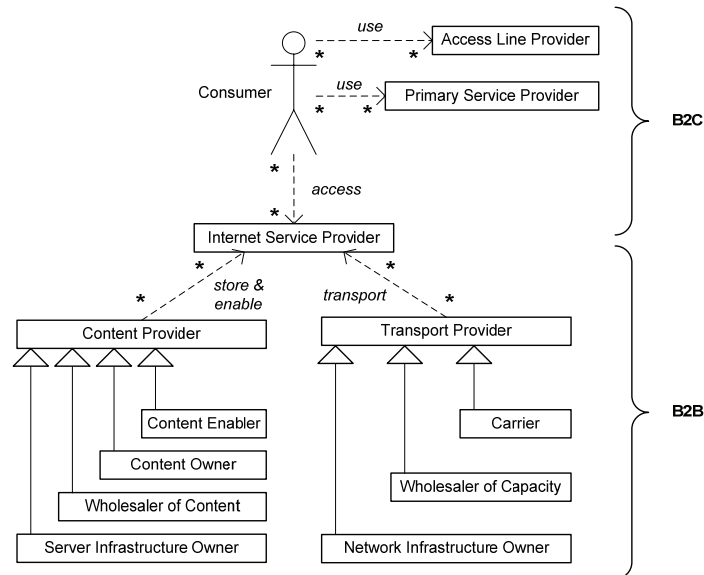 use
Access Line Provider
* *
Consumer
use
Primary Service Provider
* *
B2C
*
access
*
Internet Service Provider
* *
store &
enable
transport
* *
Content Provider
Transport Provider
B2B
Content Enabler
Carrier
Content Owner
Wholesaler of Capacity
Wholesaler of Content
Server Infrastructure Owner
Network Infrastructure Owner